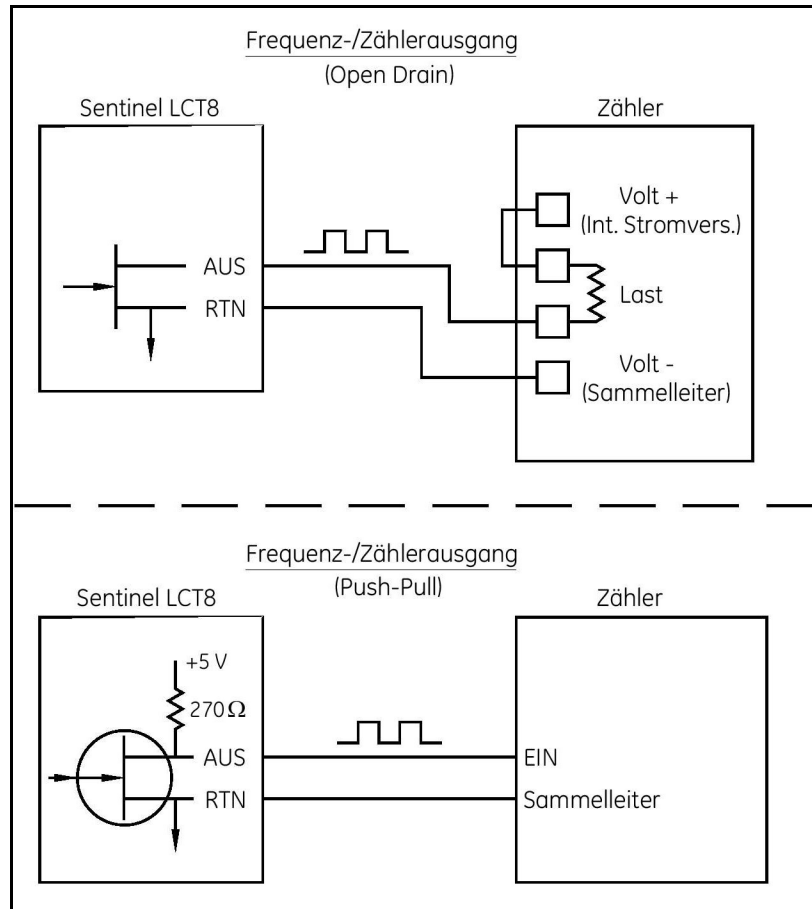 Frequenz-/Zählerausgang
(Open Drain)
Sentinel LCT8
Zähler
Volt +
(Int. Stromvers.)
AUS
Last
RTN
Volt -
(Sammelleiter)
Frequenz-/Zählerausgang
(Push-Pull)
Sentinel LCT8
Zähler
+5 V
270Ω
AUS
EIN
RTN
Sammelleiter